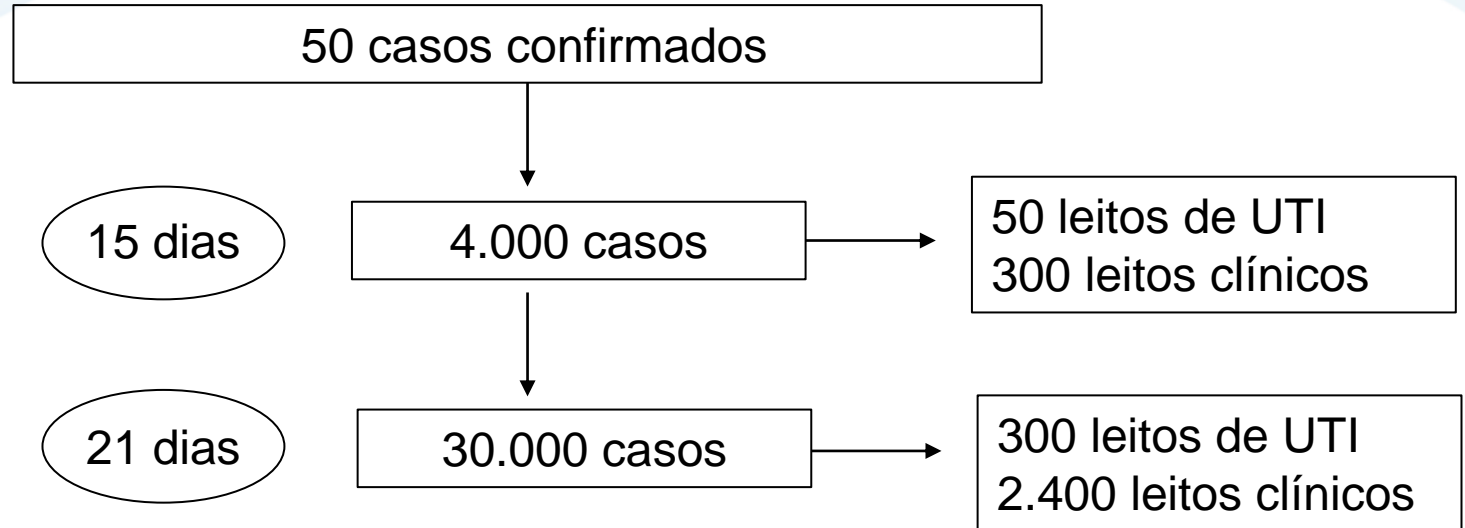 50 casos confirmados
15 dias
4.000 casos
50 leitos de UTI
300 leitos clínicos
21 dias
30.000 casos
300 leitos de UTI
2.400 leitos clínicos